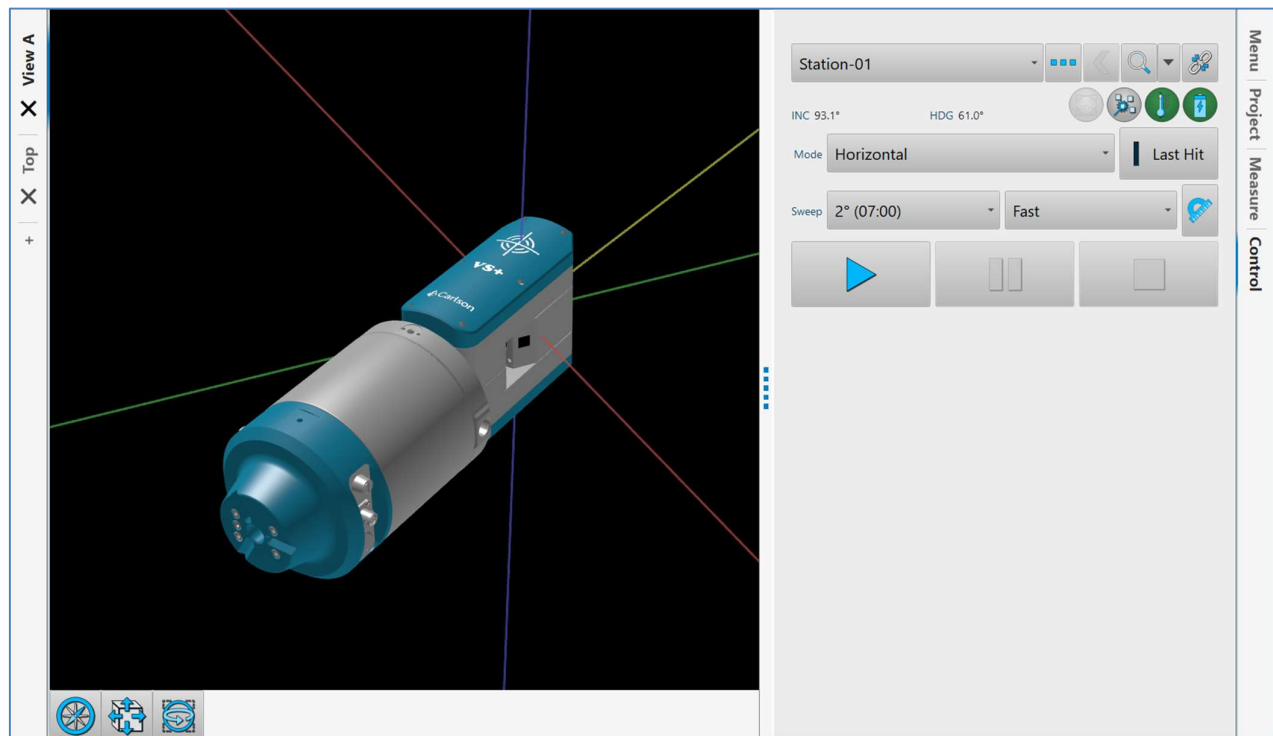 View A
Top
+
VS+
Carlson
Station-01
INC 93.1°
HDG 61.0°
Mode
Horizontal
Last Hit
Sweep
2° (07:00)
Fast
Menu
Project
Measure
Control